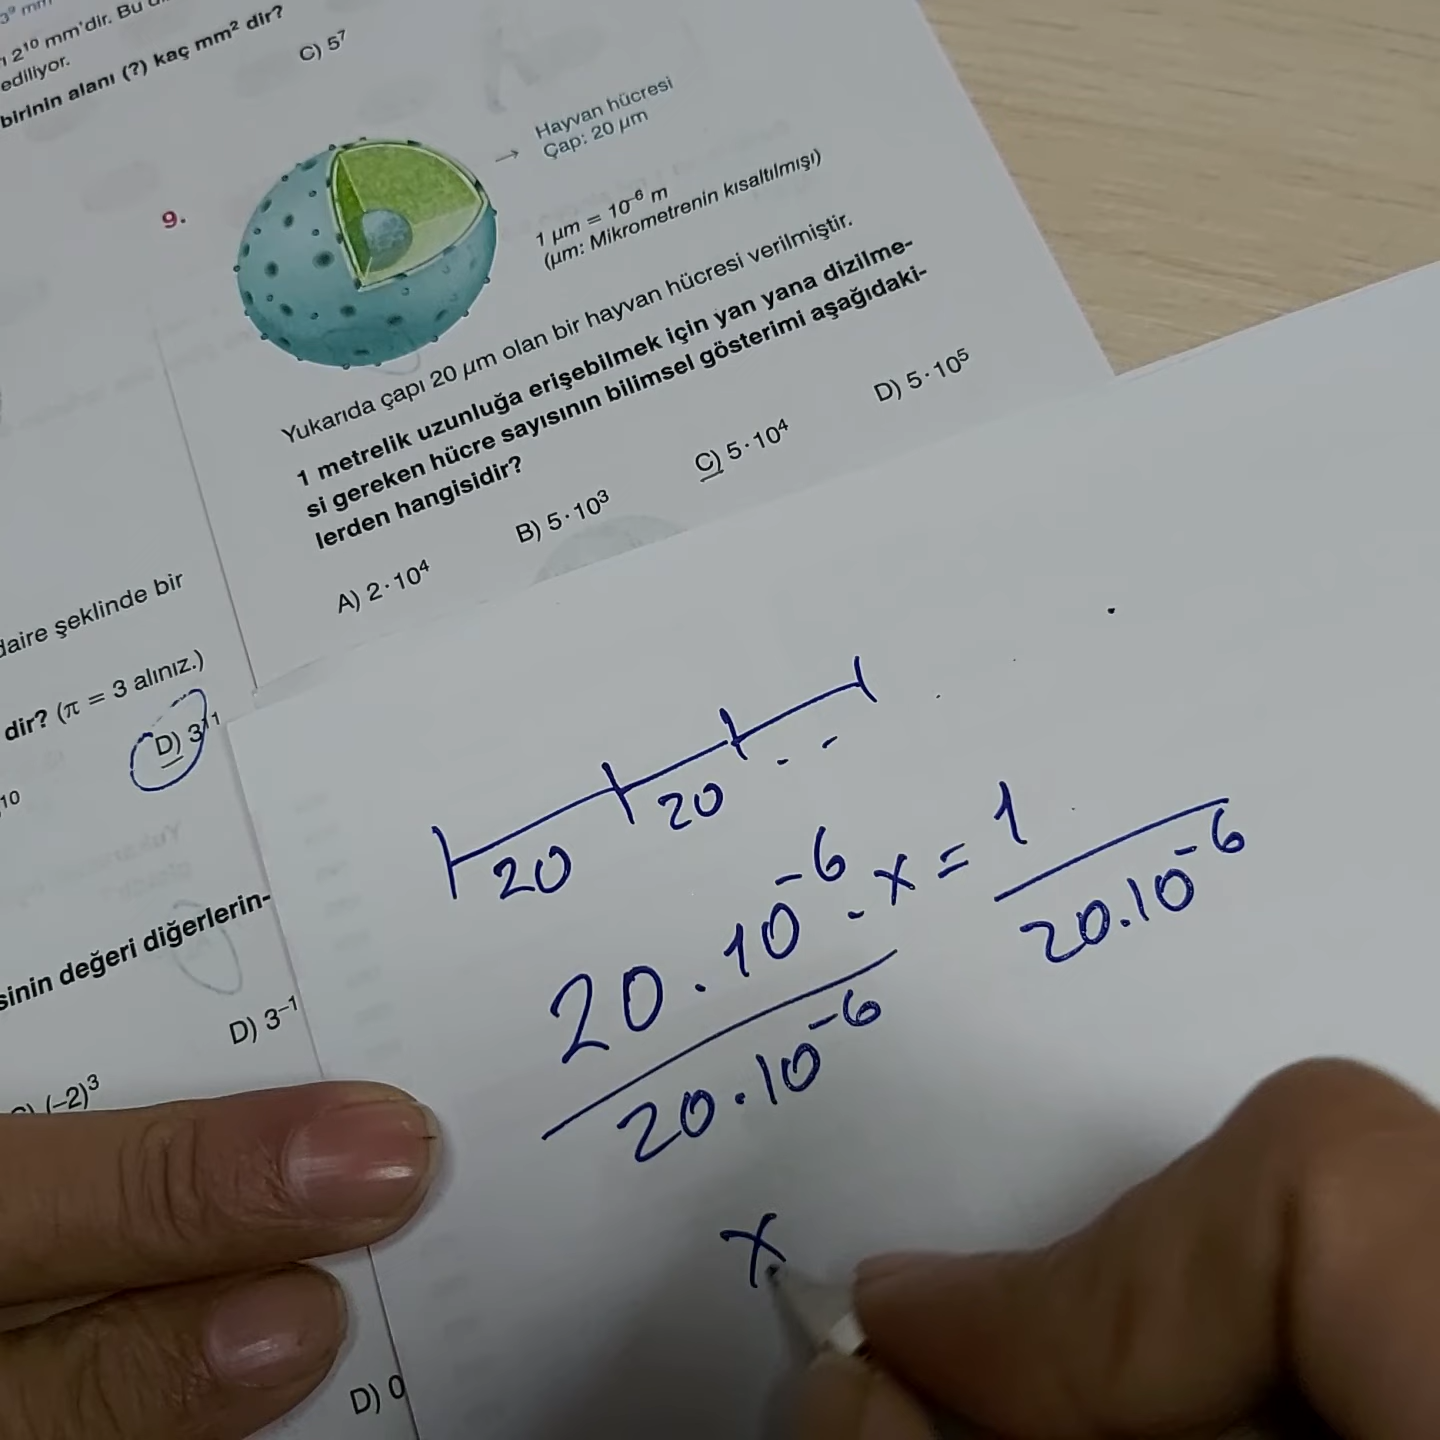 3⁹ mm
2¹⁰ mm'dir. Bu
ediliyor.
birinin alanı (?) kaç mm² dir?
C) 5⁷
9.
Hayvan hücresi
Çap: 20 µm
1 µm = 10⁻⁶ m
(µm: Mikrometrenin kısaltılmışı)
Yukarıda çapı 20 µm olan bir hayvan hücresi verilmiştir.
1 metrelik uzunluğa erişebilmek için yan yana dizilme-
si gereken hücre sayısının bilimsel gösterimi aşağıdaki-
lerden hangisidir?
A) 2·10⁴
B) 5·10³
C) 5·10⁴
D) 5·10⁵
daire şeklinde bir
dir? (π = 3 alınız.)
D) 3¹¹
10
sinin değeri diğerlerin-
D) 3⁻¹
(-2)³
D) 0
20 20 - -
20.10⁻⁶.x = 1
20.10⁻⁶ 20.10⁻⁶
x